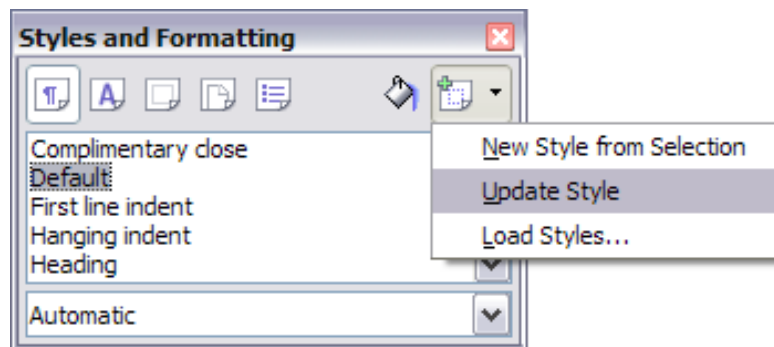 Styles and Formatting
Complimentary close
Default
First line indent
Hanging indent
Heading
Automatic
New Style from Selection
Update Style
Load Styles...